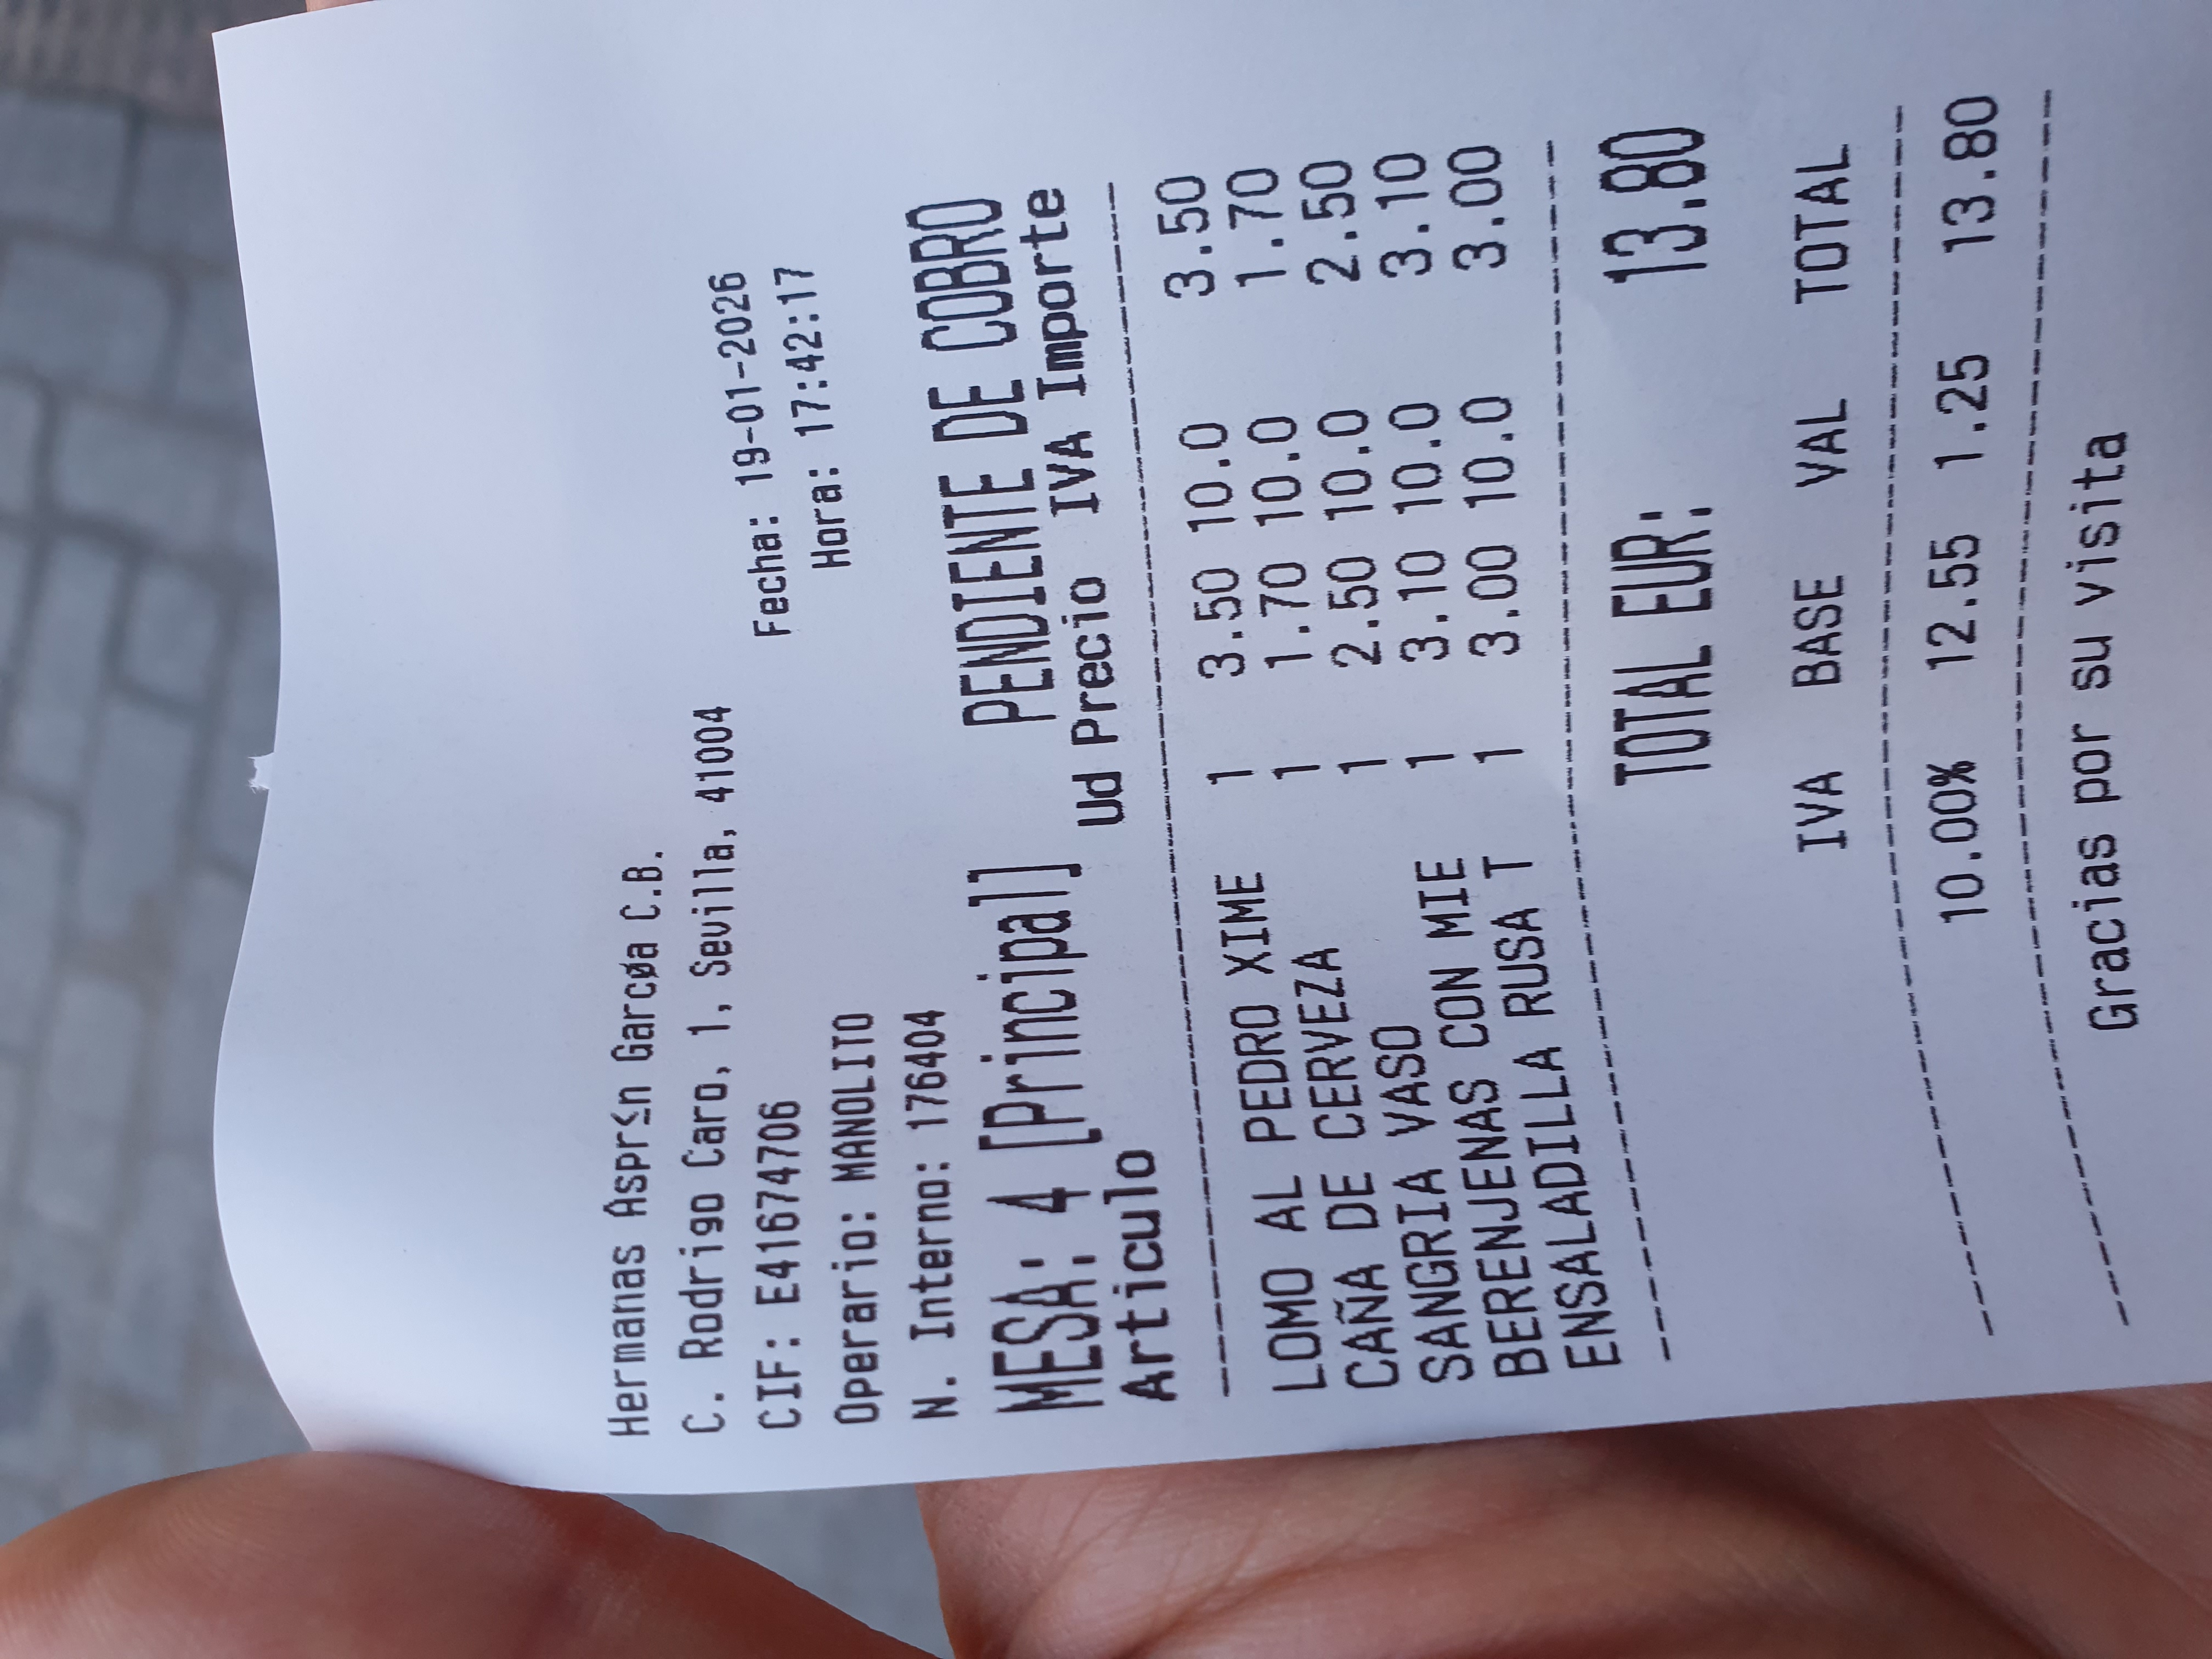 Hermanas Aspr≤n Garcøa C.B.
C. Rodrigo Caro, 1, Sevilla, 41004
CIF: E41674706 Fecha: 19-01-2026
Operario: MANOLITO Hora: 17:42:17
N. Interno: 176404
MESA: 4 [Principal] PENDIENTE DE COBRO
Articulo Ud Precio IVA Importe
LOMO AL PEDRO XIME 1 3.50 10.0 3.50
CAÑA DE CERVEZA 1 1.70 10.0 1.70
SANGRIA VASO 1 2.50 10.0 2.50
BERENJENAS CON MIE 1 3.10 10.0 3.10
ENSALADILLA RUSA T 1 3.00 10.0 3.00
TOTAL EUR: 13.80
IVA BASE VAL TOTAL
10.00% 12.55 1.25 13.80
Gracias por su visita